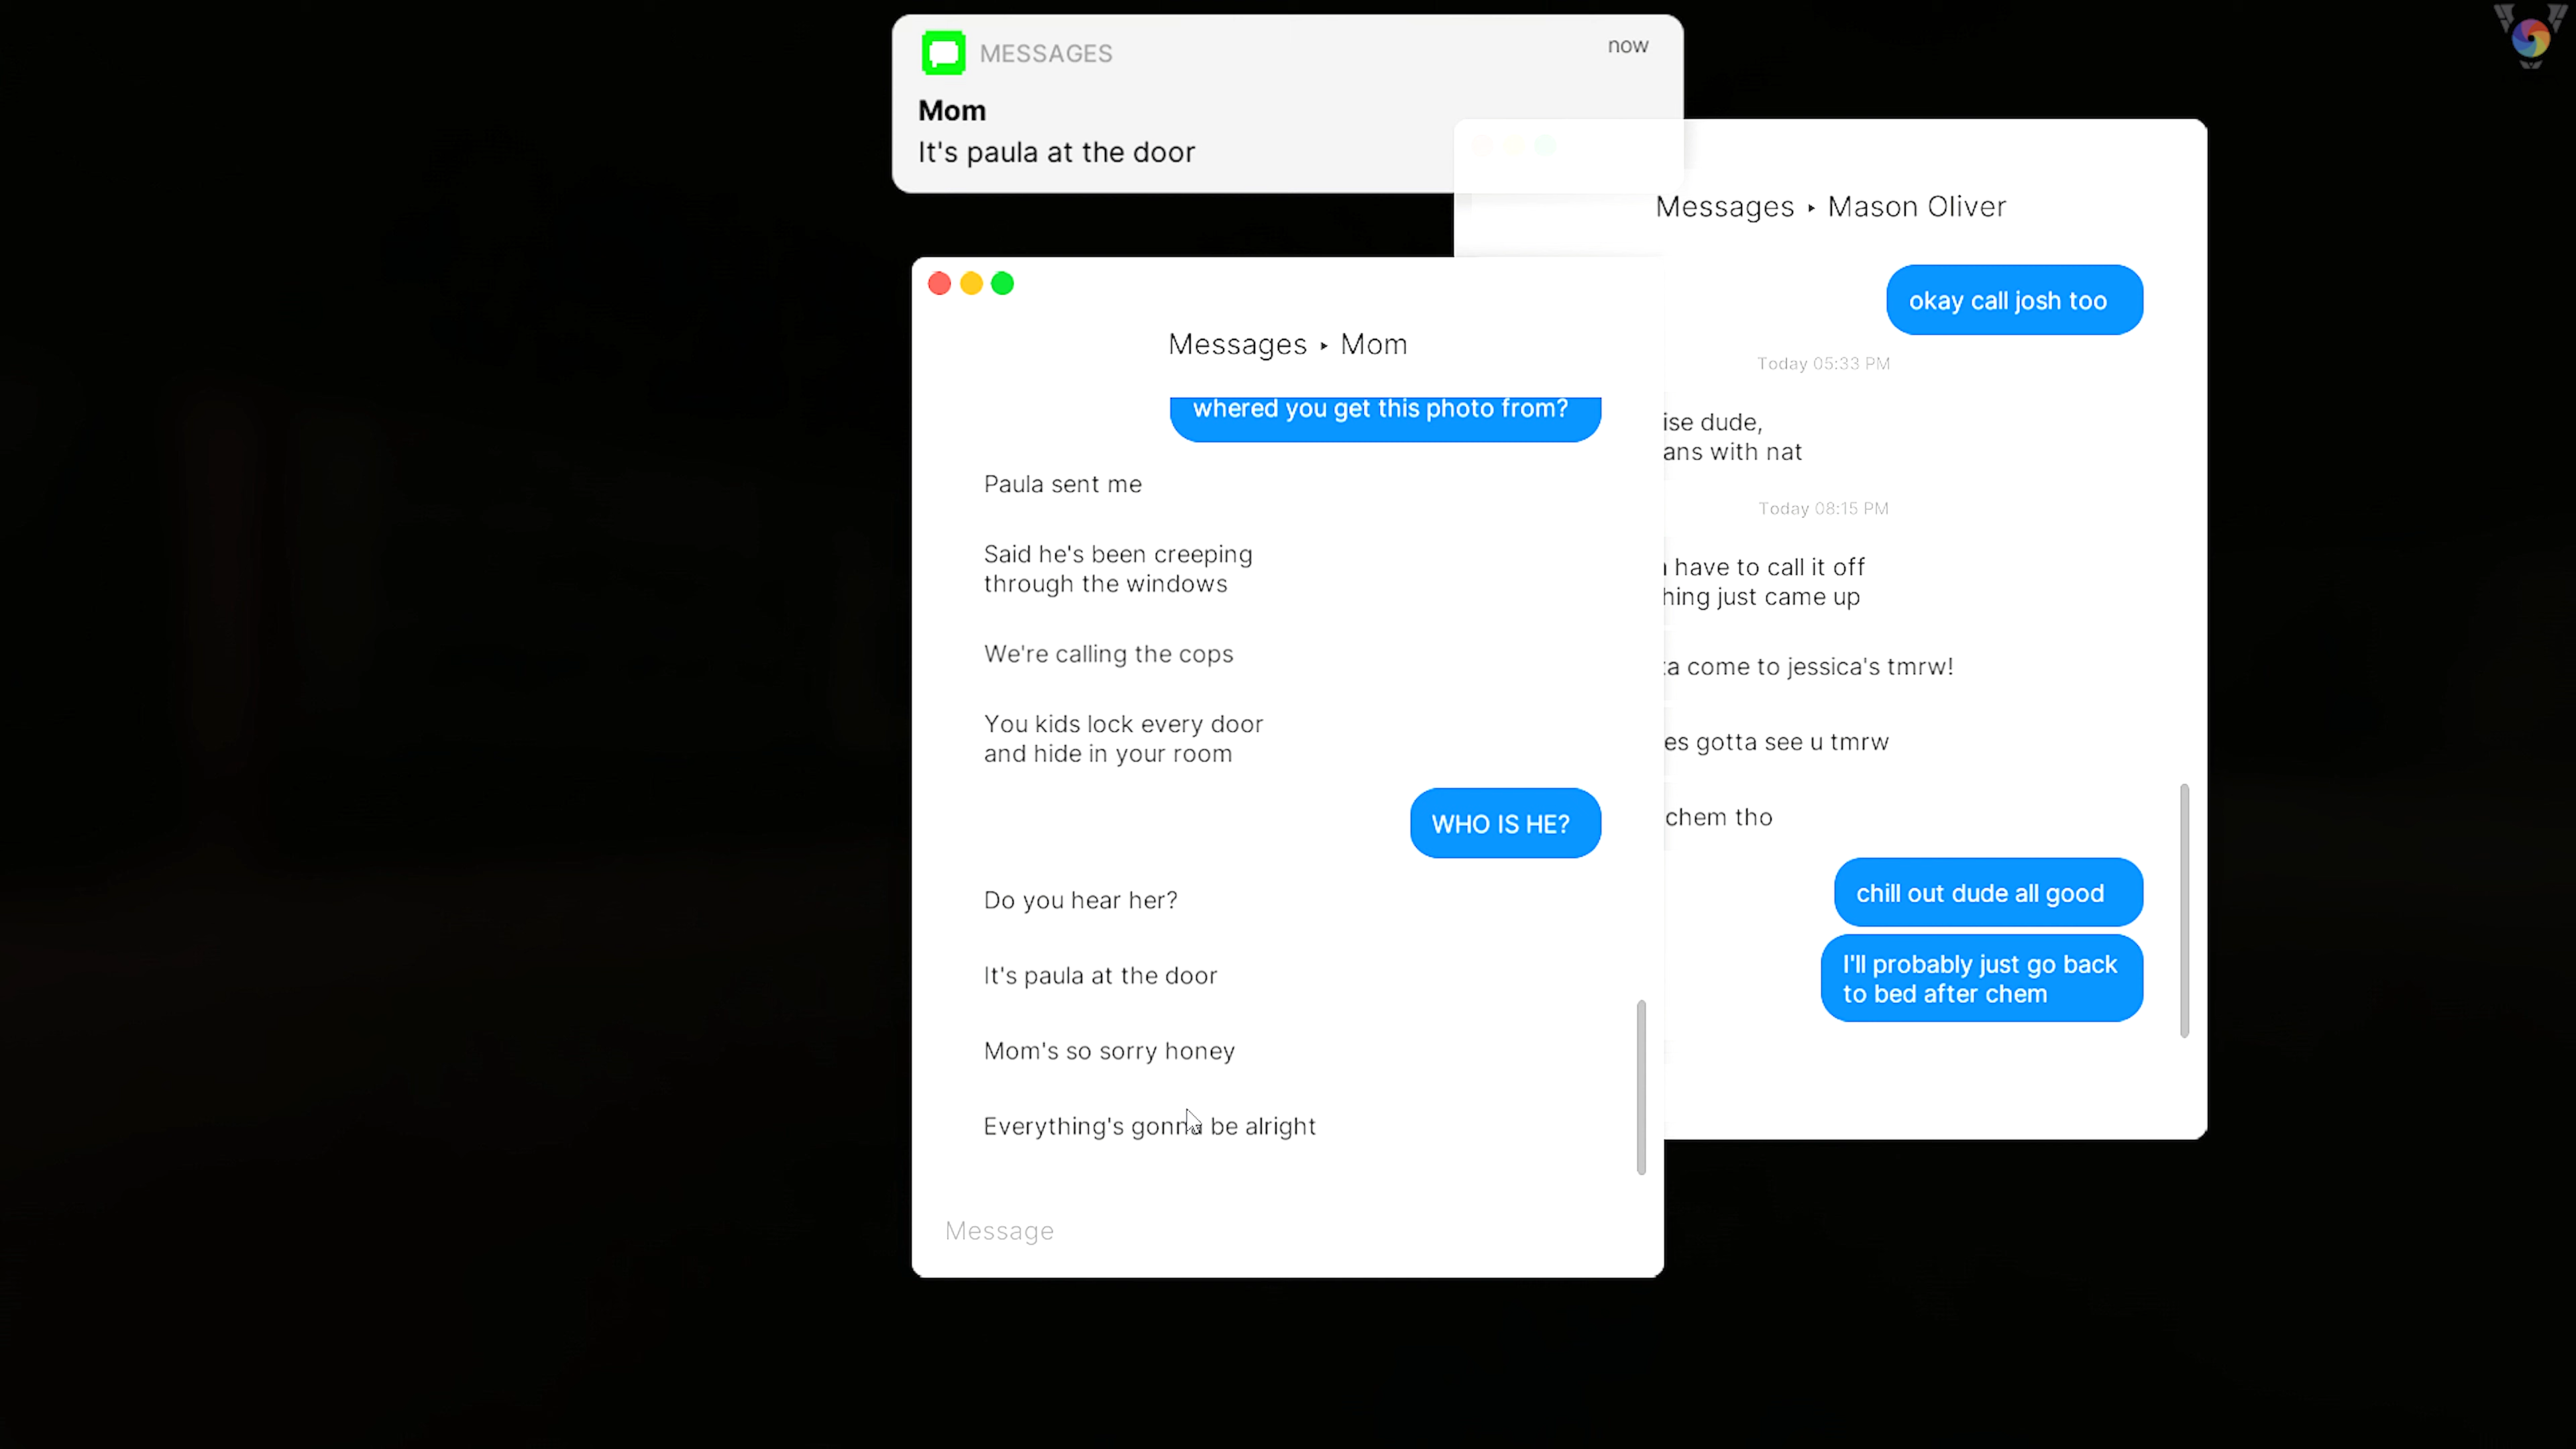 MESSAGES
now
Mom
It's paula at the door
Messages ‣ Mom
whered you get this photo from?
Paula sent me
Said he's been creeping
through the windows
We're calling the cops
You kids lock every door
and hide in your room
WHO IS HE?
Do you hear her?
It's paula at the door
Mom's so sorry honey
Everything's gonna be alright
Message
Messages ‣ Mason Oliver
okay call josh too
Today 05:33 PM
ise dude,
ans with nat
Today 08:15 PM
have to call it off
hing just came up
a come to jessica's tmrw!
es gotta see u tmrw
chem tho
chill out dude all good
I'll probably just go back
to bed after chem